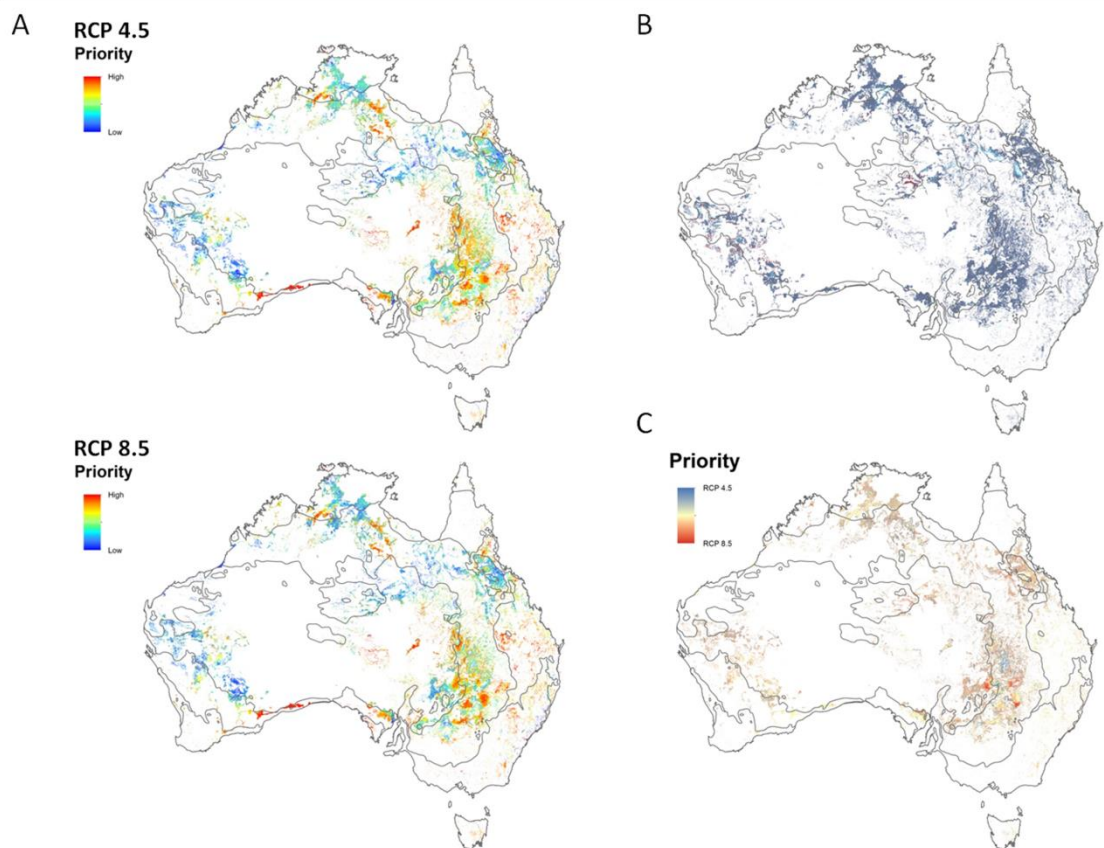 A
RCP 4.5
Priority
High
Low
B
RCP 8.5
Priority
High
Low
C
Priority
RCP 4.5
RCP 8.5